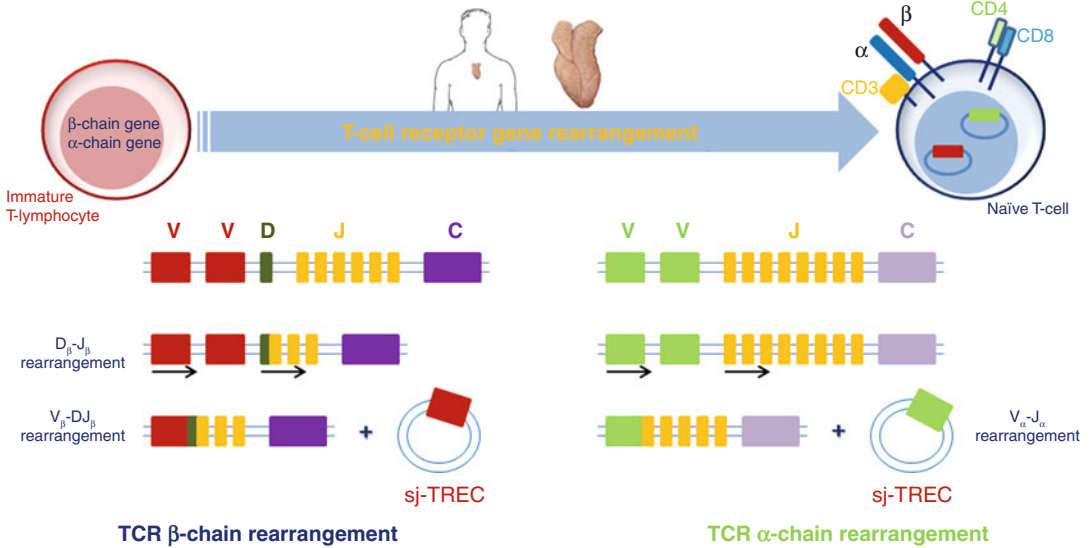 β
α
CD3
CD4
CD8
β-chain gene
α-chain gene
T-cell receptor gene rearrangement
Immature
T-lymphocyte
Naïve T-cell
V V D J C
V V J C
Dβ-Jβ
rearrangement
Vβ-DJβ
rearrangement
+
sj-TREC
+
sj-TREC
Vα-Jα
rearrangement
TCR β-chain rearrangement
TCR α-chain rearrangement